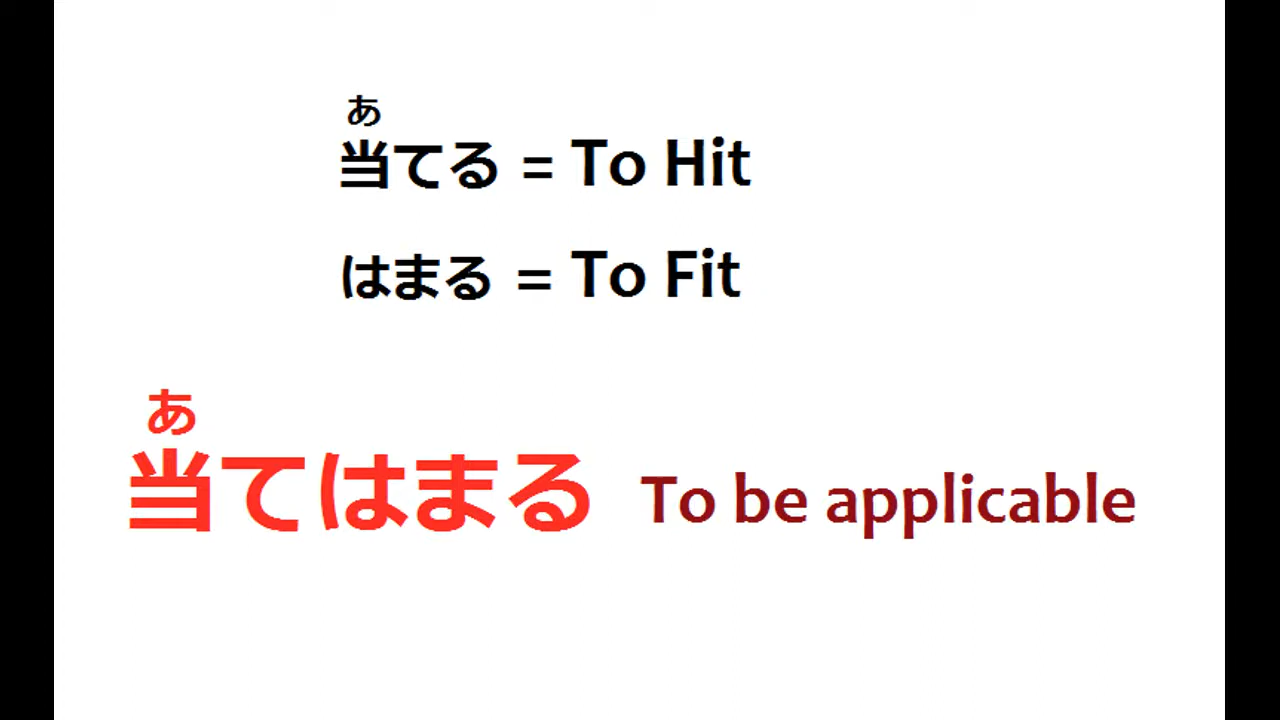 あ
当てる = To Hit
はまる = To Fit
あ
当てはまる To be applicable